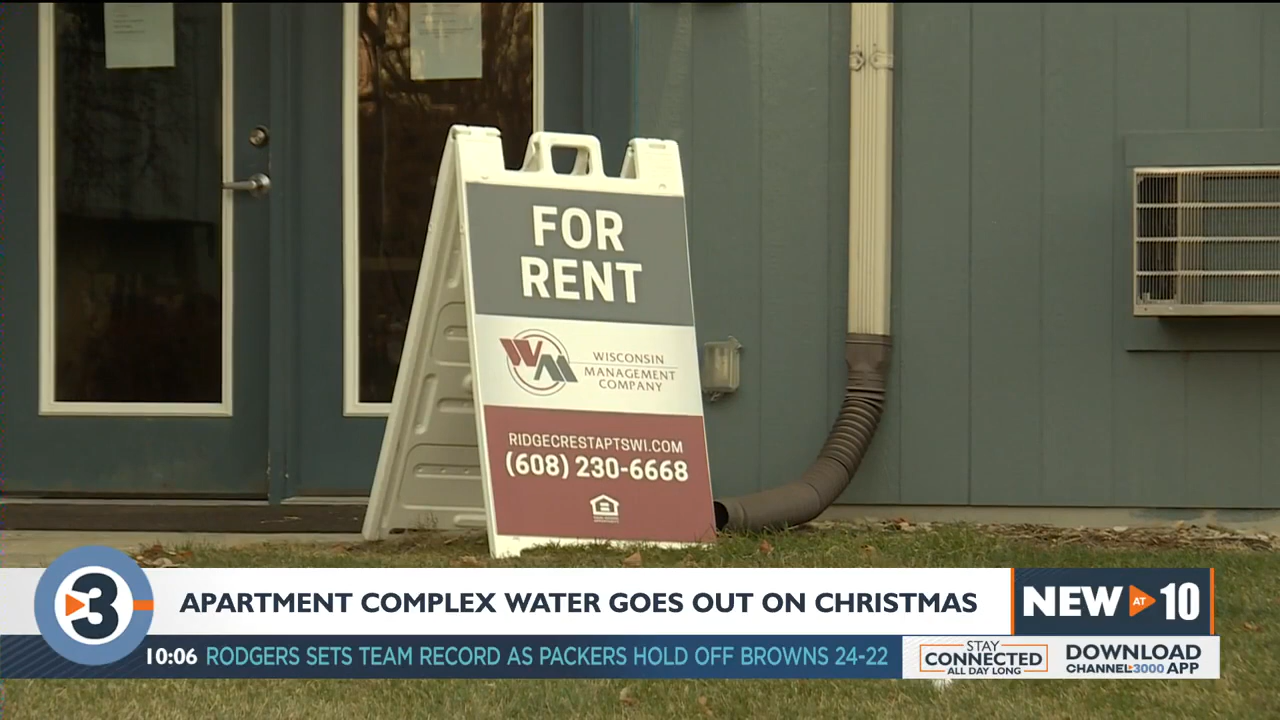 FOR
RENT
WM
WISCONSIN
MANAGEMENT
COMPANY
RIDGECRESTAPTSWI.COM
(608) 230-6668
3
APARTMENT COMPLEX WATER GOES OUT ON CHRISTMAS
NEW AT 10
10:06 RODGERS SETS TEAM RECORD AS PACKERS HOLD OFF BROWNS 24-22
STAY
CONNECTED
ALL DAY LONG
DOWNLOAD
CHANNEL3000 APP